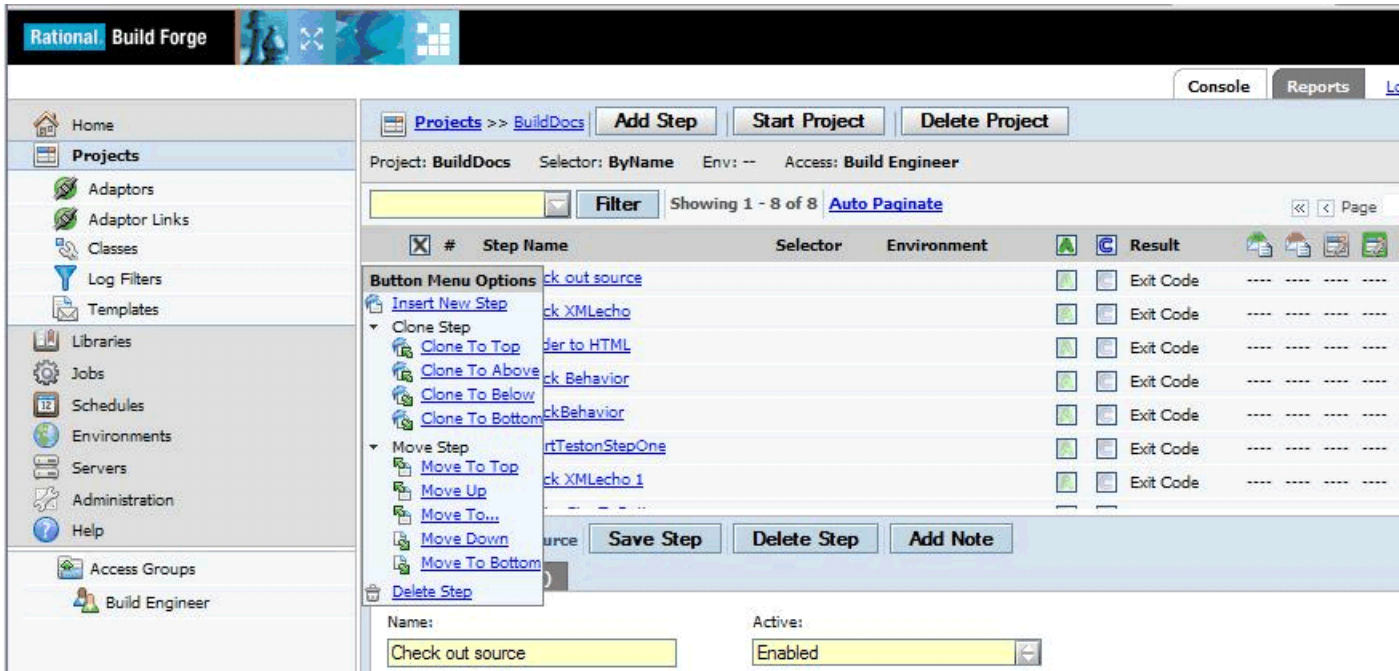 Rational. Build Forge
Console Reports
Home
Projects
Adaptors
Adaptor Links
Classes
Log Filters
Templates
Libraries
Jobs
12 Schedules
Environments
Servers
Administration
? Help
Access Groups
Build Engineer
Projects >> BuildDocs Add Step Start Project Delete Project
Project: BuildDocs Selector: ByName Env: -- Access: Build Engineer
Filter Showing 1 - 8 of 8 Auto Paginate « < Page
X # Step Name Selector Environment A C Result
ck out source A C Exit Code ---- ---- ---- ----
ck XMLecho A C Exit Code ---- ---- ---- ----
der to HTML A C Exit Code ---- ---- ---- ----
ck Behavior A C Exit Code ---- ---- ---- ----
ckBehavior A C Exit Code ---- ---- ---- ----
rtTestonStepOne A C Exit Code ---- ---- ---- ----
ck XMLecho 1 A C Exit Code ---- ---- ---- ----
Button Menu Options
Insert New Step
Clone Step
Clone To Top
Clone To Above
Clone To Below
Clone To Bottom
Move Step
Move To Top
Move Up
Move To...
Move Down
Move To Bottom
Delete Step
urce Save Step Delete Step Add Note
)
Name: Active:
Check out source Enabled